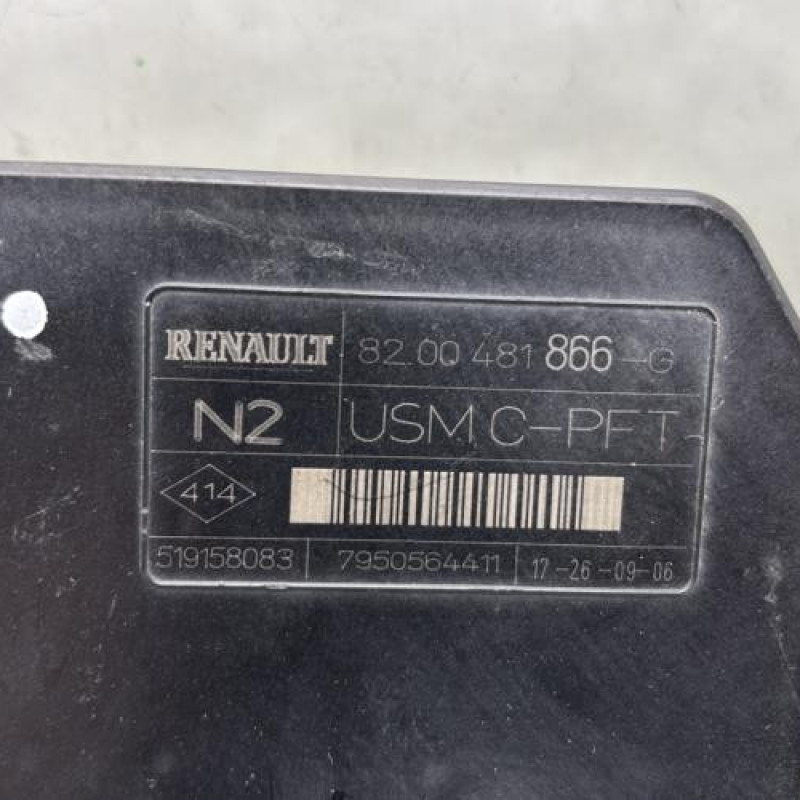 RENAULT 82.00 481 866-G
N2 USM C-PFT
414
519158083 7950564411 17-26-09-06